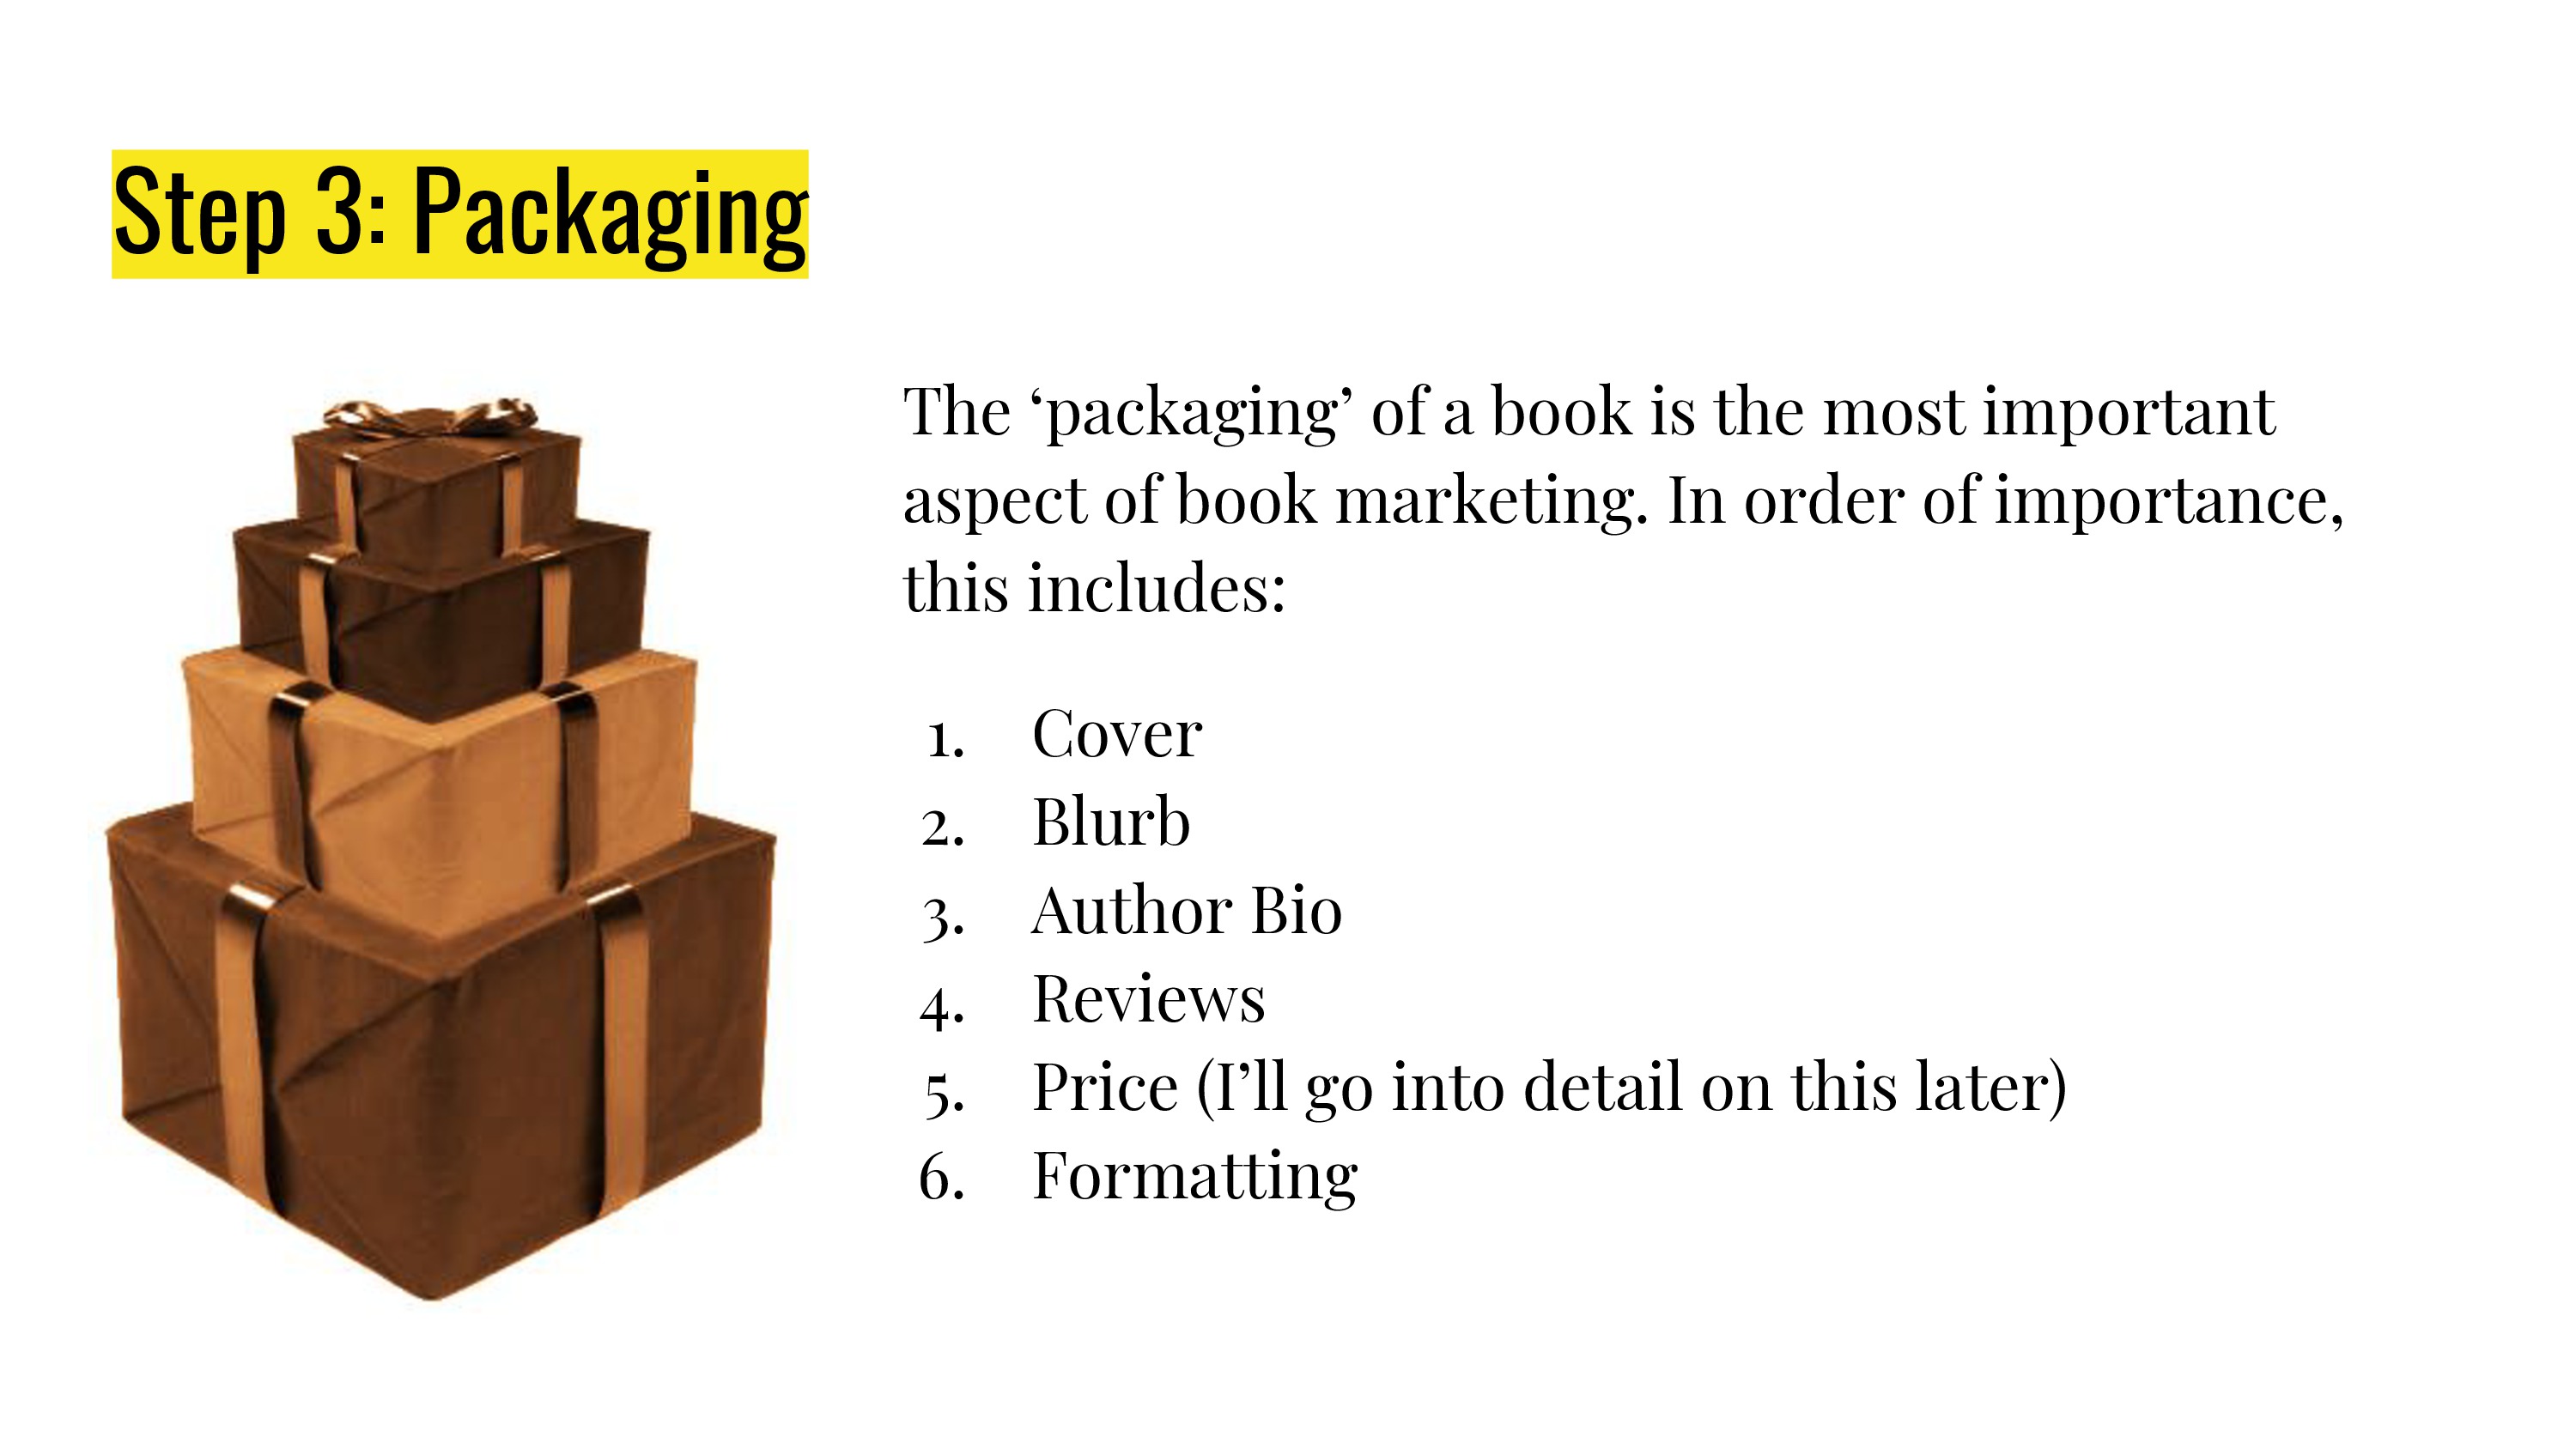 Step 3: Packaging
The ‘packaging’ of a book is the most important
aspect of book marketing. In order of importance,
this includes:
1. Cover
2. Blurb
3. Author Bio
4. Reviews
5. Price (I’ll go into detail on this later)
6. Formatting